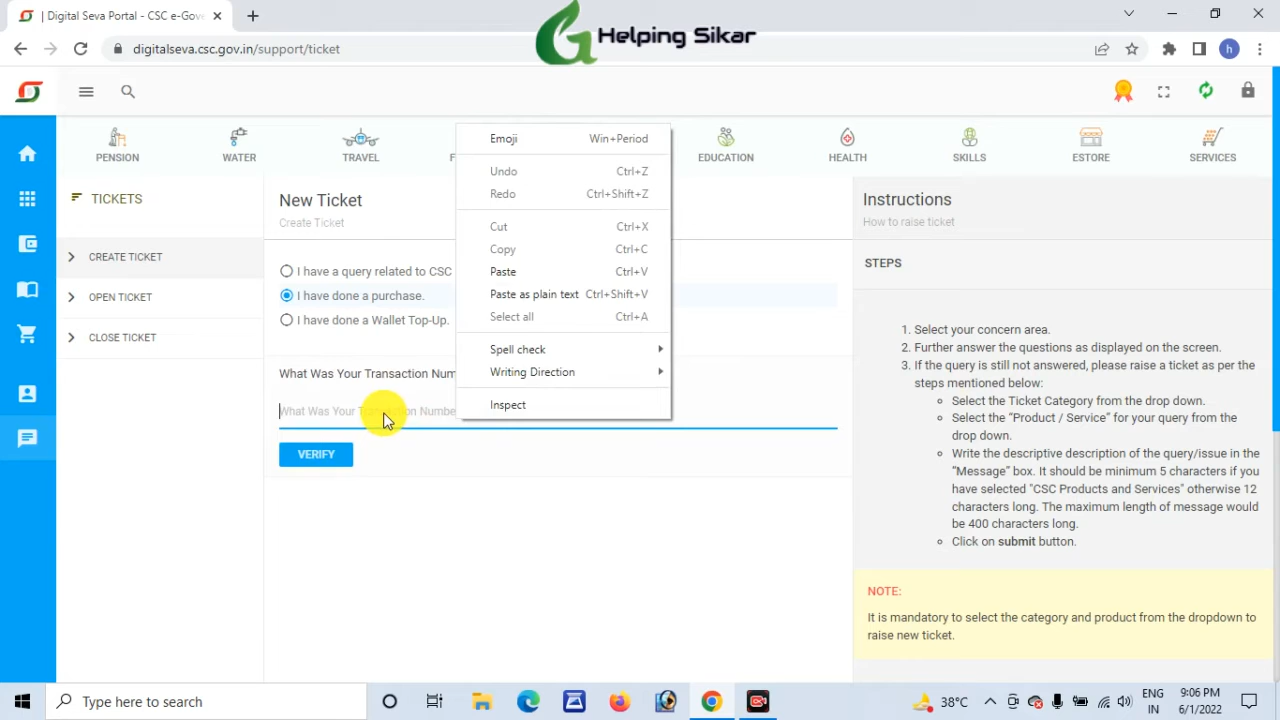 | Digital Seva Portal - CSC e-Gove
digitalseva.csc.gov.in/support/ticket
Helping Sikar
h
PENSION
WATER
TRAVEL
F
EDUCATION
HEALTH
SKILLS
ESTORE
SERVICES
TICKETS
CREATE TICKET
OPEN TICKET
CLOSE TICKET
New Ticket
Create Ticket
I have a query related to CSC
I have done a purchase.
I have done a Wallet Top-Up.
What Was Your Transaction Num
What Was Your Transaction Numbe
VERIFY
Emoji Win+Period
Undo Ctrl+Z
Redo Ctrl+Shift+Z
Cut Ctrl+X
Copy Ctrl+C
Paste Ctrl+V
Paste as plain text Ctrl+Shift+V
Select all Ctrl+A
Spell check
Writing Direction
Inspect
Instructions
How to raise ticket
STEPS
1. Select your concern area.
2. Further answer the questions as displayed on the screen.
3. If the query is still not answered, please raise a ticket as per the
steps mentioned below:
Select the Ticket Category from the drop down.
Select the “Product / Service” for your query from the
drop down.
Write the descriptive description of the query/issue in the
“Message” box. It should be minimum 5 characters if you
have selected "CSC Products and Services" otherwise 12
characters long. The maximum length of message would
be 400 characters long.
Click on submit button.
NOTE:
It is mandatory to select the category and product from the dropdown to
raise new ticket.
Type here to search
38°C
ENG
IN
9:06 PM
6/1/2022